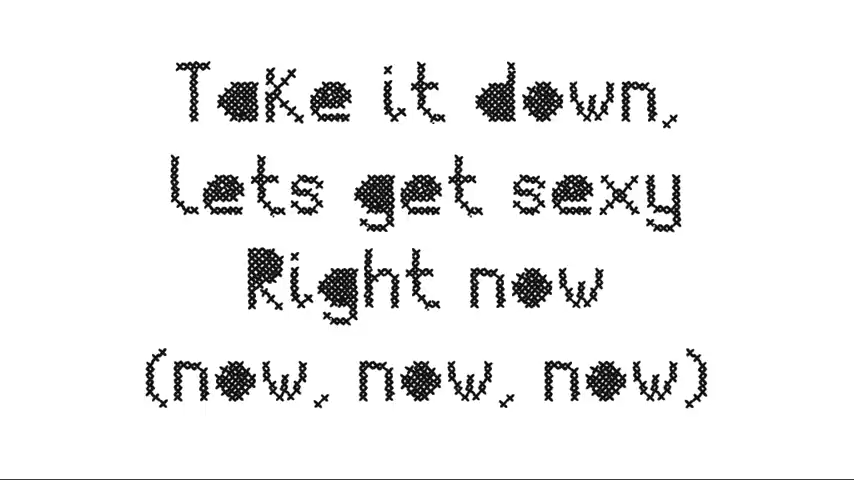 Take it down,
lets get sexy
Right now
(now, now, now)